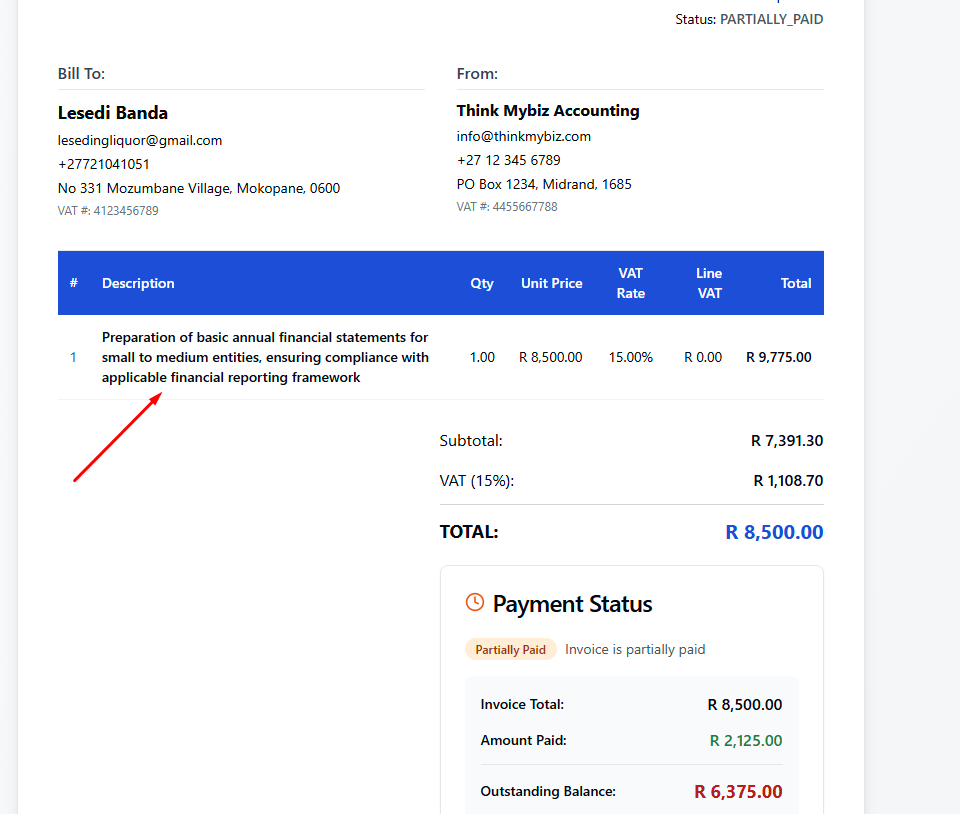 Status: PARTIALLY_PAID
Bill To:
Lesedi Banda
lesedingliquor@gmail.com
+27721041051
No 331 Mozumbane Village, Mokopane, 0600
VAT #: 4123456789
From:
Think Mybiz Accounting
info@thinkmybiz.com
+27 12 345 6789
PO Box 1234, Midrand, 1685
VAT #: 4455667788
# Description Qty Unit Price VAT Rate Line VAT Total
1 Preparation of basic annual financial statements for
small to medium entities, ensuring compliance with 1.00 R 8,500.00 15.00% R 0.00 R 9,775.00
applicable financial reporting framework
Subtotal: R 7,391.30
VAT (15%): R 1,108.70
TOTAL: R 8,500.00
Payment Status
Partially Paid Invoice is partially paid
Invoice Total: R 8,500.00
Amount Paid: R 2,125.00
Outstanding Balance: R 6,375.00